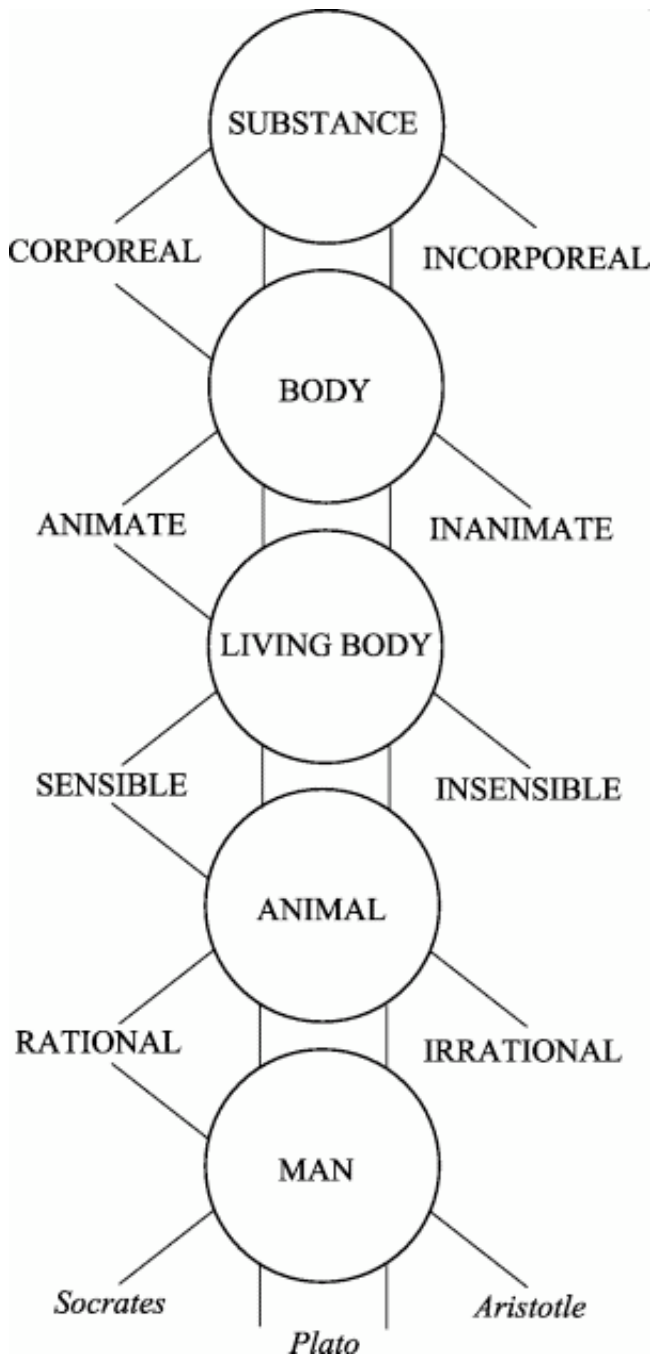 SUBSTANCE
CORPOREAL
INCORPOREAL
BODY
ANIMATE
INANIMATE
LIVING BODY
SENSIBLE
INSENSIBLE
ANIMAL
RATIONAL
IRRATIONAL
MAN
Socrates
Plato
Aristotle